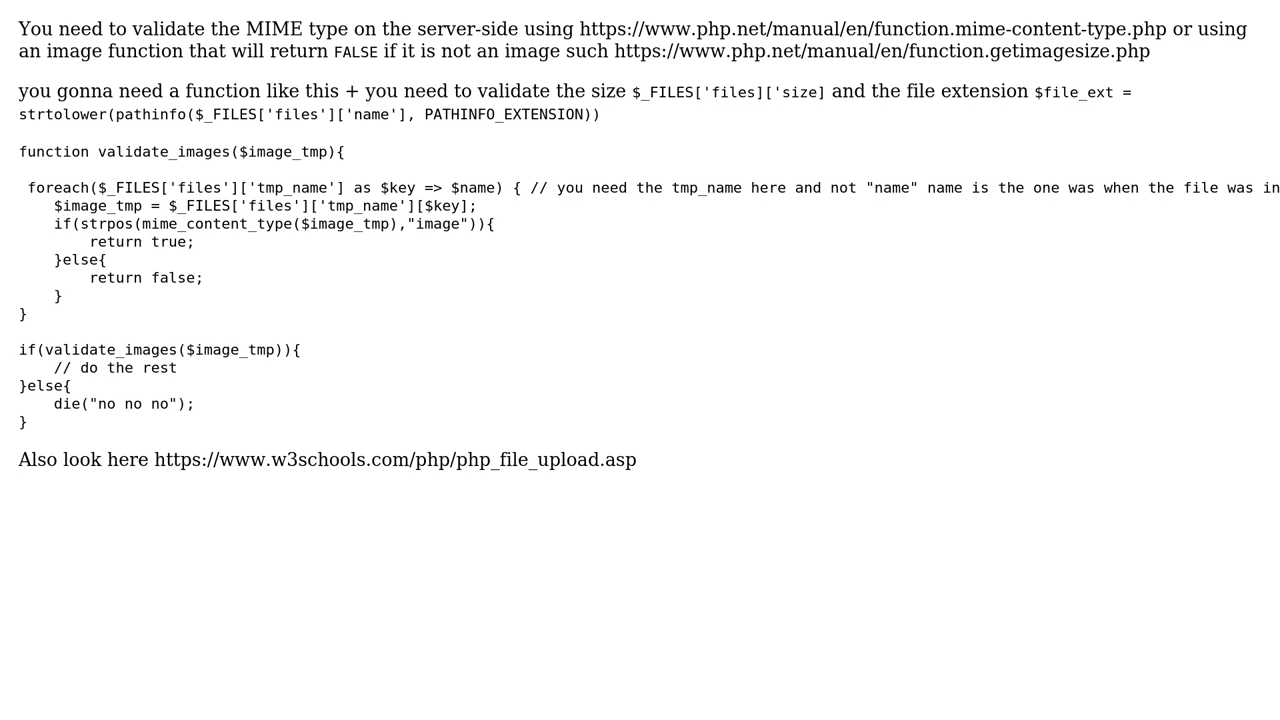 You need to validate the MIME type on the server-side using https://www.php.net/manual/en/function.mime-content-type.php or using
an image function that will return FALSE if it is not an image such https://www.php.net/manual/en/function.getimagesize.php
you gonna need a function like this + you need to validate the size $_FILES['files]['size] and the file extension $file_ext =
strtolower(pathinfo($_FILES['files']['name'], PATHINFO_EXTENSION))
function validate_images($image_tmp){
foreach($_FILES['files']['tmp_name'] as $key => $name) { // you need the tmp_name here and not "name" name is the one was when the file was in
$image_tmp = $_FILES['files']['tmp_name'][$key];
if(strpos(mime_content_type($image_tmp),"image")){
return true;
}else{
return false;
}
}
if(validate_images($image_tmp)){
// do the rest
}else{
die("no no no");
}
Also look here https://www.w3schools.com/php/php_file_upload.asp